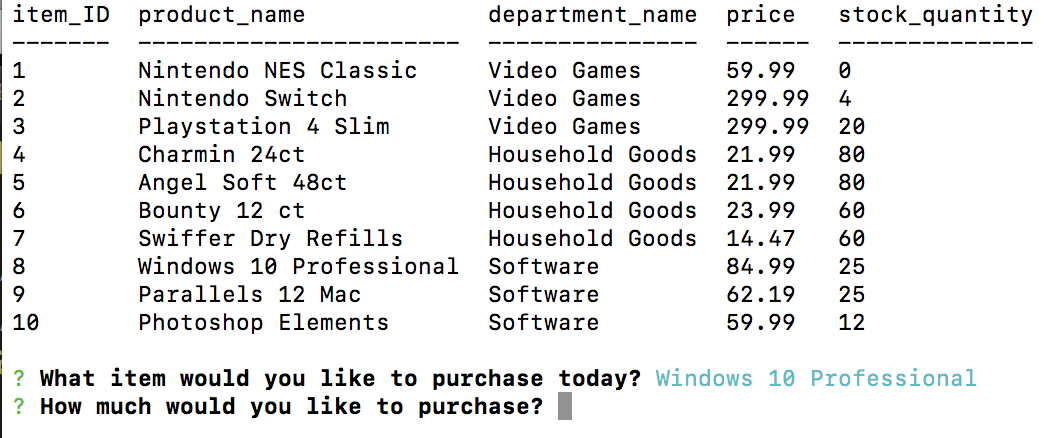 item_ID  product_name             department_name  price   stock_quantity
-------  -----------------------  ---------------  ------  --------------
1        Nintendo NES Classic     Video Games      59.99   0
2        Nintendo Switch          Video Games      299.99  4
3        Playstation 4 Slim       Video Games      299.99  20
4        Charmin 24ct             Household Goods  21.99   80
5        Angel Soft 48ct          Household Goods  21.99   80
6        Bounty 12 ct             Household Goods  23.99   60
7        Swiffer Dry Refills      Household Goods  14.47   60
8        Windows 10 Professional  Software         84.99   25
9        Parallels 12 Mac         Software         62.19   25
10       Photoshop Elements       Software         59.99   12
? What item would you like to purchase today? Windows 10 Professional
? How much would you like to purchase?